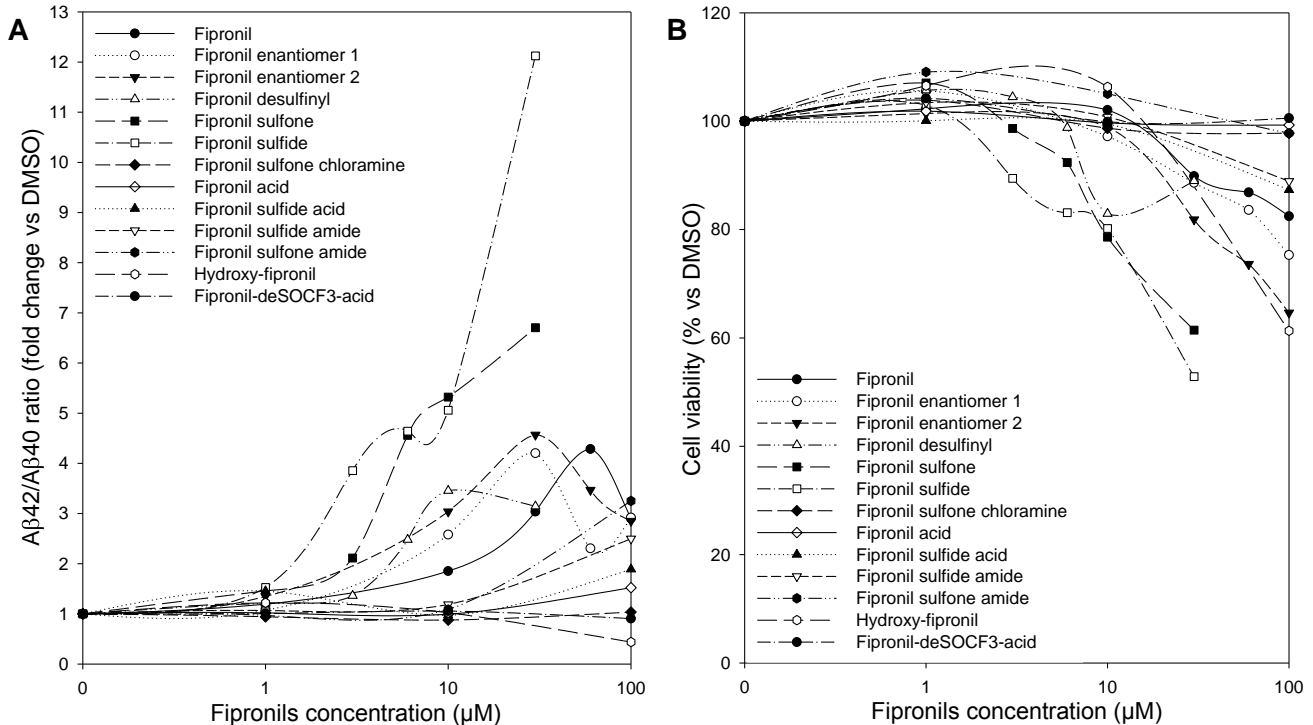 A
Aβ42/Aβ40 ratio (fold change vs DMSO)
13
12
11
10
9
8
7
6
5
4
3
2
1
0
Fipronil
Fipronil enantiomer 1
Fipronil enantiomer 2
Fipronil desulfinyl
Fipronil sulfone
Fipronil sulfide
Fipronil sulfone chloramine
Fipronil acid
Fipronil sulfide acid
Fipronil sulfide amide
Fipronil sulfone amide
Hydroxy-fipronil
Fipronil-deSOCF3-acid
0 1 10 100
Fipronils concentration (µM)
B
Cell viability (% vs DMSO)
120
100
80
60
40
20
0
Fipronil
Fipronil enantiomer 1
Fipronil enantiomer 2
Fipronil desulfinyl
Fipronil sulfone
Fipronil sulfide
Fipronil sulfone chloramine
Fipronil acid
Fipronil sulfide acid
Fipronil sulfide amide
Fipronil sulfone amide
Hydroxy-fipronil
Fipronil-deSOCF3-acid
0 1 10 100
Fipronils concentration (µM)